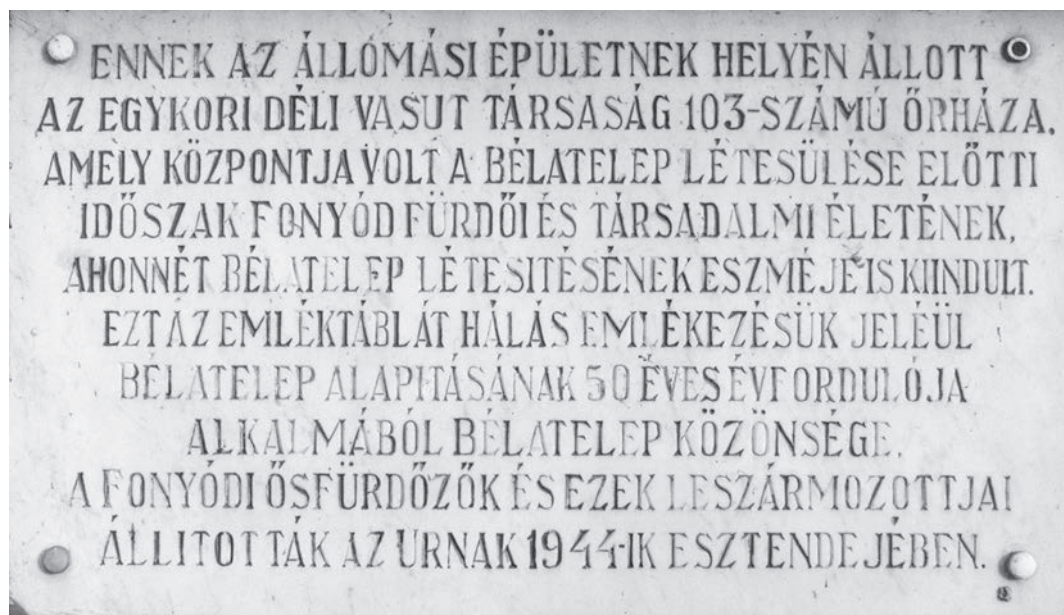 ENNEK AZ ÁLLOMÁSI ÉPÜLETNEK HELYÉN ÁLLOTT
AZ EGYKORI DÉLI VASUT TÁRSASÁG 103-SZÁMÚ ŐRHÁZA,
AMELY KÖZPONTJA VOLT A BÉLATELEP LÉTESÜLÉSE ELŐTTI
IDŐSZAK FONYÓD FÜRDŐI ÉS TÁRSADALMI ÉLETÉNEK,
AHONNÉT BÉLATELEP LÉTESITÉSÉNEK ESZMÉJE IS KIINDULT.
EZT AZ EMLÉKTÁBLÁT HÁLÁS EMLÉKEZÉSÜK JELÉÜL
BÉLATELEP ALAPITÁSÁNAK 50 ÉVES ÉVFORDULÓJA
ALKALMÁBÓL BÉLATELEP KÖZÖNSÉGE,
A FONYÓDI ŐSFÜRDŐZŐK ÉS EZEK LESZÁRMOZOTTJAI
ÁLLITOTTÁK AZ URNAK 1944-IK ESZTENDEJÉBEN.